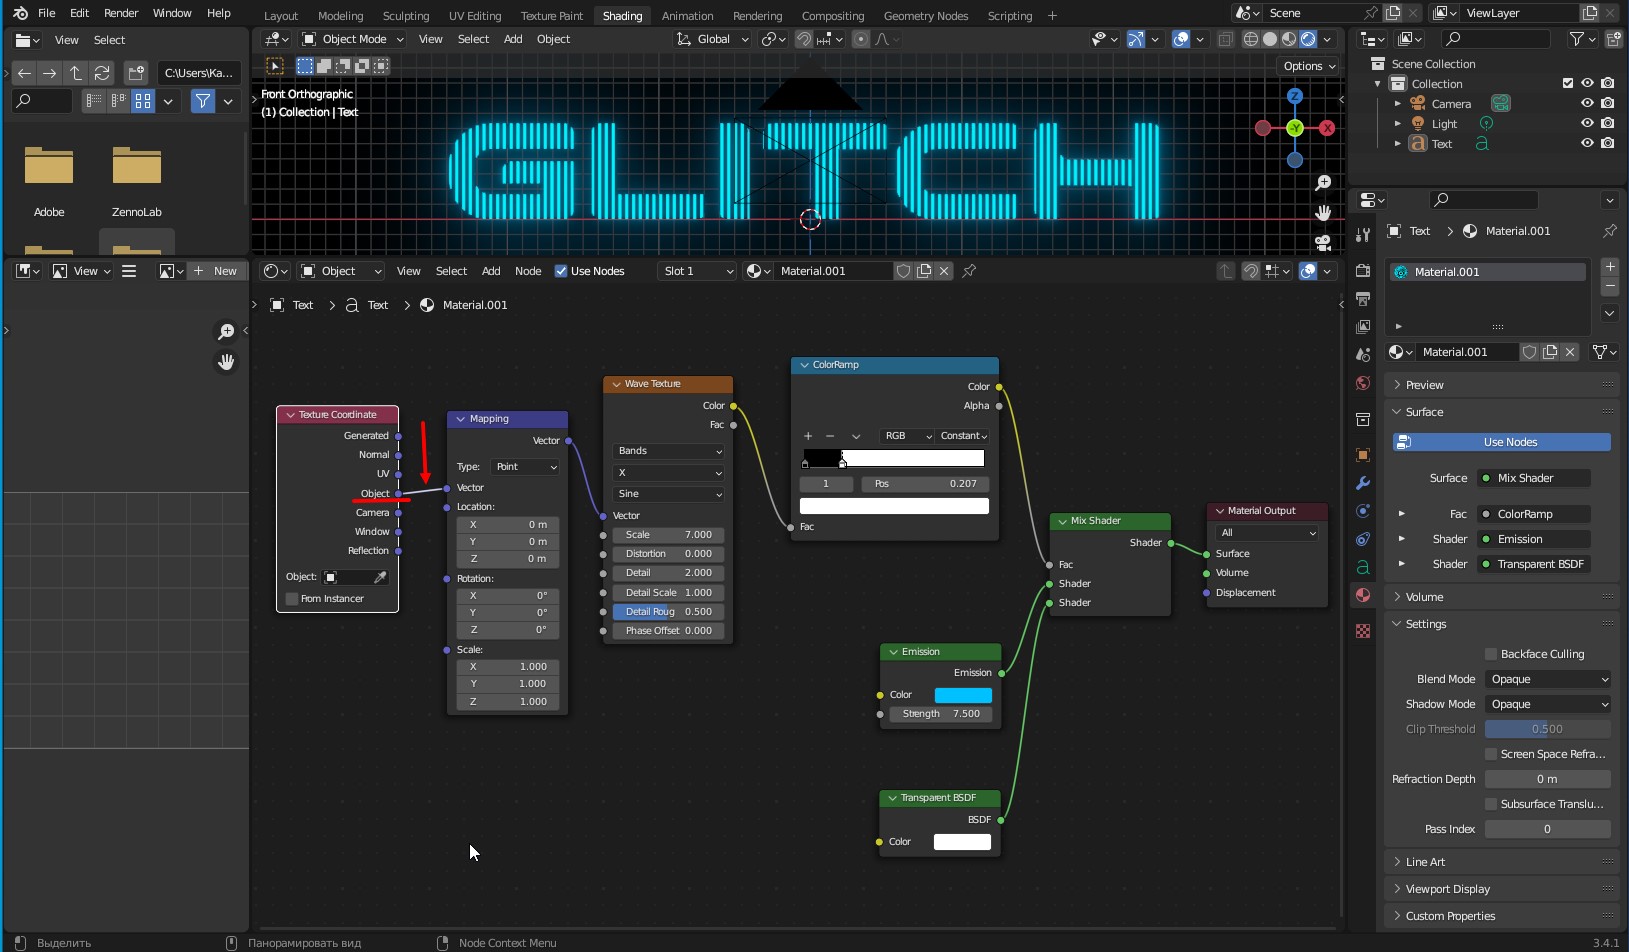 File Edit Render Window Help Layout Modeling Sculpting UV Editing Texture Paint Shading Animation Rendering Compositing Geometry Nodes Scripting + Scene ViewLayer
View Select Object Mode View Select Add Object Global
C:\Users\Ka...
Options
Front Orthographic
(1) Collection | Text
GLITCH
Z
X
-Y
Adobe
ZennoLab
Scene Collection
Collection
Camera
Light
Text
View New
Object View Select Add Node Use Nodes Slot 1 Material.001
Text Text Material.001
Texture Coordinate
Generated
Normal
UV
Object
Camera
Window
Reflection
Object:
From Instancer
Mapping
Vector
Type: Point
Vector
Location:
X 0 m
Y 0 m
Z 0 m
Rotation:
X 0°
Y 0°
Z 0°
Scale:
X 1.000
Y 1.000
Z 1.000
Wave Texture
Color
Fac
Bands
X
Sine
Vector
Scale 7.000
Distortion 0.000
Detail 2.000
Detail Scale 1.000
Detail Roug 0.500
Phase Offset 0.000
ColorRamp
Color
Alpha
+ − RGB Constant
1 Pos 0.207
Fac
Mix Shader
Shader
Fac
Shader
Shader
Emission
Emission
Color
Strength 7.500
Transparent BSDF
BSDF
Color
Material Output
All
Surface
Volume
Displacement
Text Material.001
Material.001
Material.001
Preview
Surface
Use Nodes
Surface Mix Shader
Fac ColorRamp
Shader Emission
Shader Transparent BSDF
Volume
Settings
Backface Culling
Blend Mode Opaque
Shadow Mode Opaque
Clip Threshold 0.500
Screen Space Refra...
Refraction Depth 0 m
Subsurface Translu...
Pass Index 0
Line Art
Viewport Display
Custom Properties
Выделить Панорамировать вид Node Context Menu 3.4.1